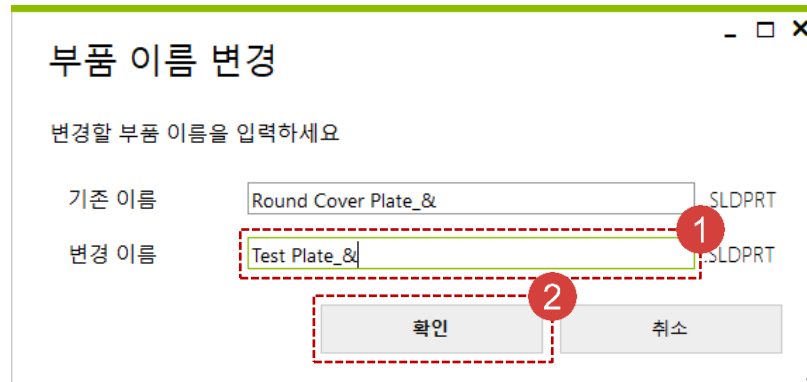 부품 이름 변경
변경할 부품 이름을 입력하세요
기존 이름 Round Cover Plate_& .SLDPRT
1
변경 이름 Test Plate_& .SLDPRT
2
확인 취소